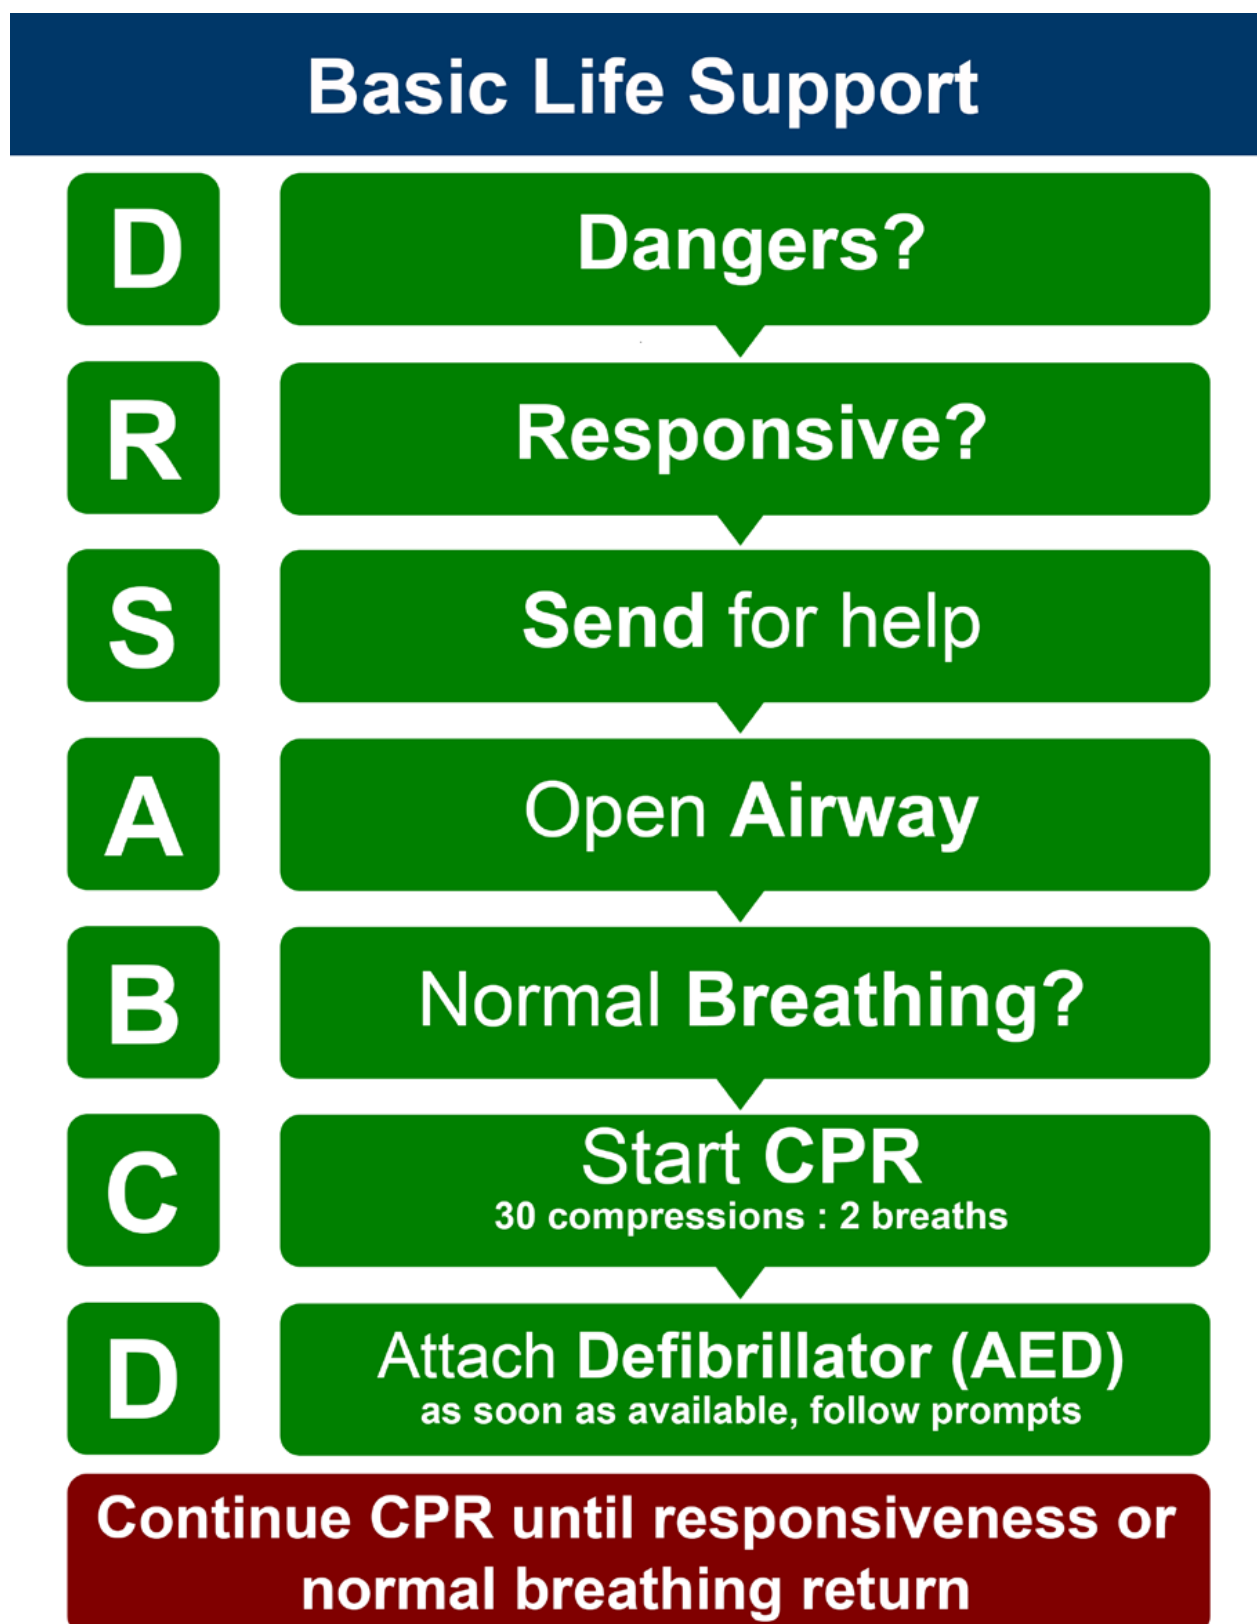 Basic Life Support
D
Dangers?
R
Responsive?
S
Send for help
A
Open Airway
B
Normal Breathing?
C
Start CPR
30 compressions : 2 breaths
D
Attach Defibrillator (AED)
as soon as available, follow prompts
Continue CPR until responsiveness or
normal breathing return